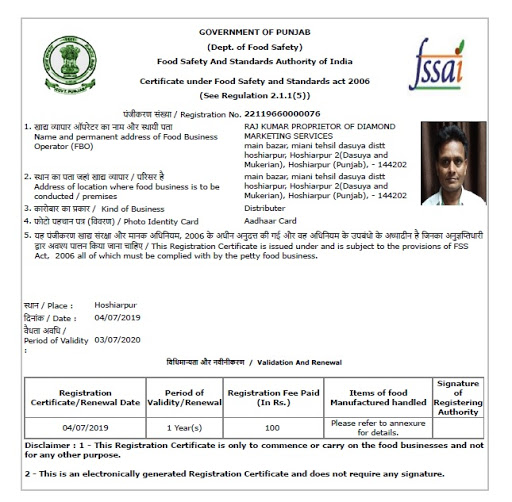 GOVERNMENT OF PUNJAB
(Dept. of Food Safety)
Food Safety And Standards Authority of India
Certificate under Food Safety and Standards act 2006
(See Regulation 2.1.1(5))
GOVT. PUNJAB
fssai
पंजीकरण संख्या / Registration No. 22119660000076
1. खाद्य व्यापार ऑपरेटर का नाम और स्थायी पता
Name and permanent address of Food Business
Operator (FBO)
RAJ KUMAR PROPRIETOR OF DIAMOND
MARKETING SERVICES
main bazar, miani tehsil dasuya distt
hoshiarpur, Hoshiarpur 2(Dasuya and
Mukerian), Hoshiarpur (Punjab), - 144202
2. स्थान का पता जहां खाद्य व्यापार / परिसर है
Address of location where food business is to be
conducted / premises
main bazar, miani tehsil dasuya distt
hoshiarpur, Hoshiarpur 2(Dasuya and
Mukerian), Hoshiarpur (Punjab), - 144202
3. कारोबार का प्रकार / Kind of Business
Distributer
4. फोटो पहचान पत्र (विवरण) / Photo Identity Card
Aadhaar Card
5. यह पंजीकरण खाद्य संरक्षा और मानक अधिनियम, 2006 के अधीन अनुदत्त की गई और वह अधिनियम के उपबंधो के अध्यधीन है जिनका अनुज्ञप्तिधारी
द्वार अवश्य पालन किया जाना चाहिए / This Registration Certificate is issued under and is subject to the provisions of FSS
Act, 2006 all of which must be complied with by the petty food business.
स्थान / Place : Hoshiarpur
दिनांक / Date : 04/07/2019
वैधता अवधि /
Period of Validity 03/07/2020
:
विधिमान्यता और नवीनीकरण / Validation And Renewal
Registration
Certificate/Renewal Date
Period of
Validity/Renewal
Registration Fee Paid
(In Rs.)
Items of food
Manufactured handled
Signature
of
Registering
Authority
04/07/2019
1 Year(s)
100
Please refer to annexure
for details.
Disclaimer : 1 - This Registration Certificate is only to commence or carry on the food businesses and not
for any other purpose.
2 - This is an electronically generated Registration Certificate and does not require any signature.